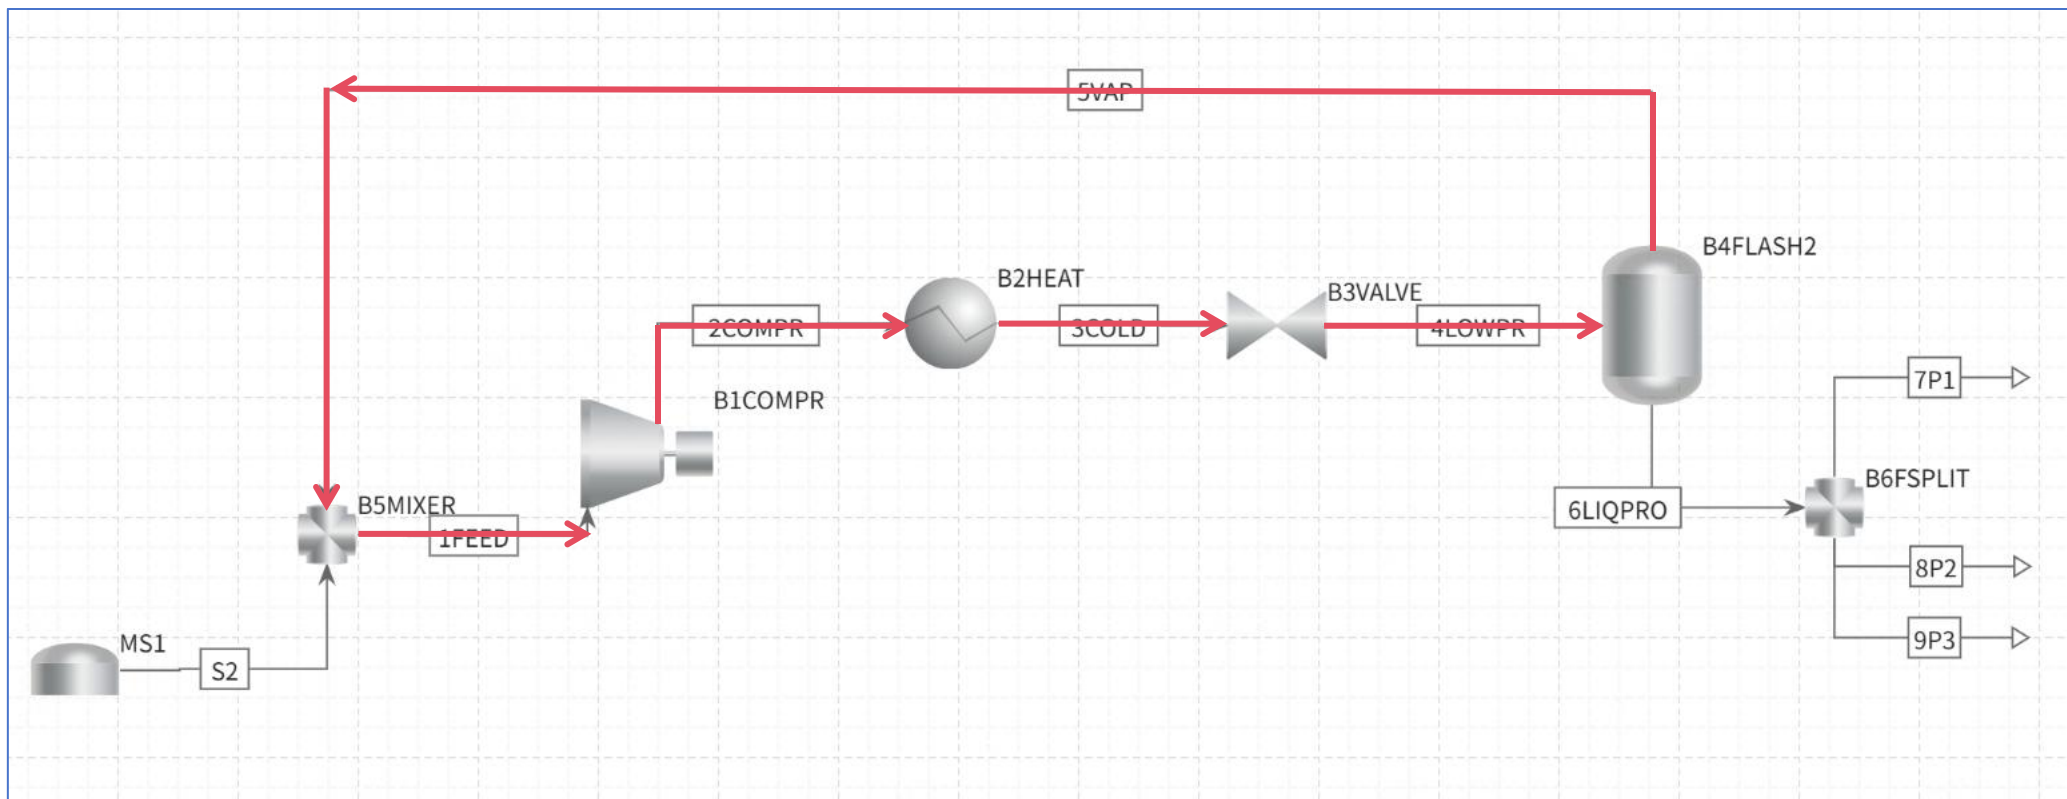 5VAP
B4FLASH2
B2HEAT
B3VALVE
2COMPR
3COLD
4LOWPR
7P1
B1COMPR
B6FSPLIT
B5MIXER
6LIQPRO
1FEED
8P2
MS1
9P3
S2